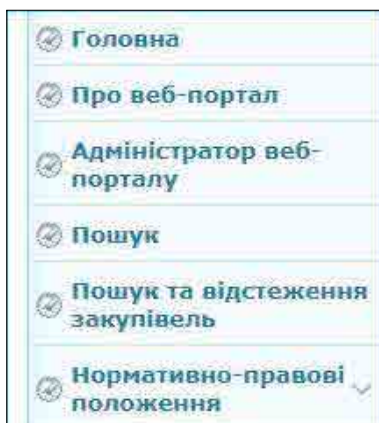 Головна
Про веб-портал
Адміністратор веб-
порталу
Пошук
Пошук та відстеження
закупівель
Нормативно-правові
положення